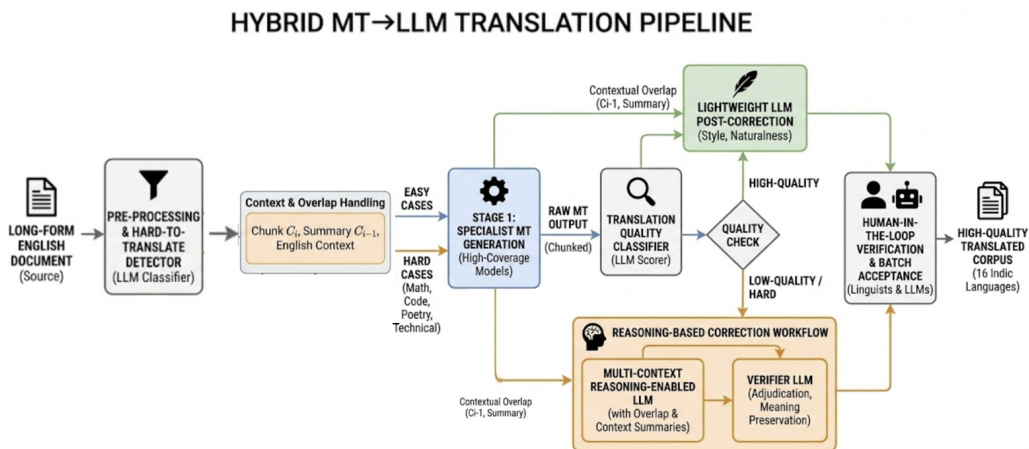 HYBRID MT→LLM TRANSLATION PIPELINE
LONG-FORM
ENGLISH
DOCUMENT
(Source)
PRE-PROCESSING
& HARD-TO-
TRANSLATE
DETECTOR
(LLM Classifier)
Context & Overlap Handling
Chunk Cᵢ, Summary Cᵢ₋₁,
English Context
EASY
CASES
HARD
CASES
(Math,
Code,
Poetry,
Technical)
STAGE 1:
SPECIALIST MT
GENERATION
(High-Coverage
Models)
Contextual Overlap
(Ci-1, Summary)
RAW MT
OUTPUT
(Chunked)
TRANSLATION
QUALITY
CLASSIFIER
(LLM Scorer)
LIGHTWEIGHT LLM
POST-CORRECTION
(Style, Naturalness)
HIGH-QUALITY
QUALITY
CHECK
LOW-QUALITY /
HARD
Contextual Overlap
(Ci-1, Summary)
REASONING-BASED CORRECTION WORKFLOW
MULTI-CONTEXT
REASONING-ENABLED
LLM
(with Overlap &
Context Summaries)
VERIFIER LLM
(Adjudication,
Meaning
Preservation)
HUMAN-IN-
THE-LOOP
VERIFICATION
& BATCH
ACCEPTANCE
(Linguists & LLMs)
HIGH-QUALITY
TRANSLATED
CORPUS
(16 Indic
Languages)